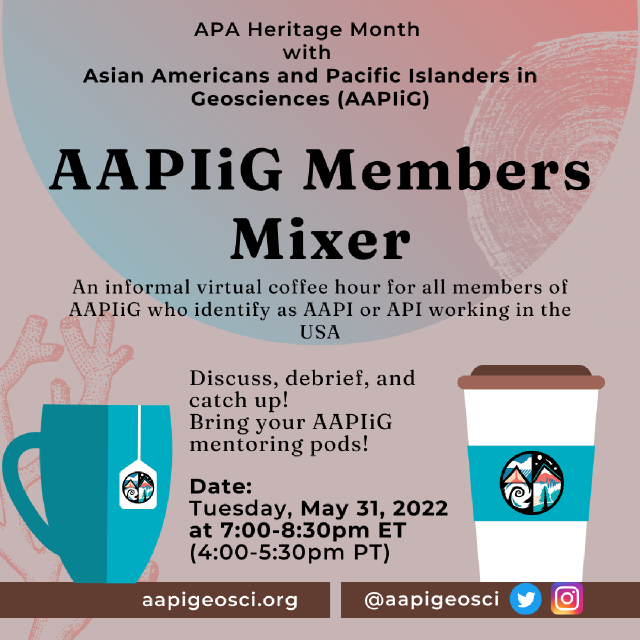 APA Heritage Month
with
Asian Americans and Pacific Islanders in
Geosciences (AAPIiG)
AAPIiG Members
Mixer
An informal virtual coffee hour for all members of
AAPIiG who identify as AAPI or API working in the
USA
Discuss, debrief, and
catch up!
Bring your AAPIiG
mentoring pods!
Date:
Tuesday, May 31, 2022
at 7:00-8:30pm ET
(4:00-5:30pm PT)
aapigeosci.org
@aapigeosci